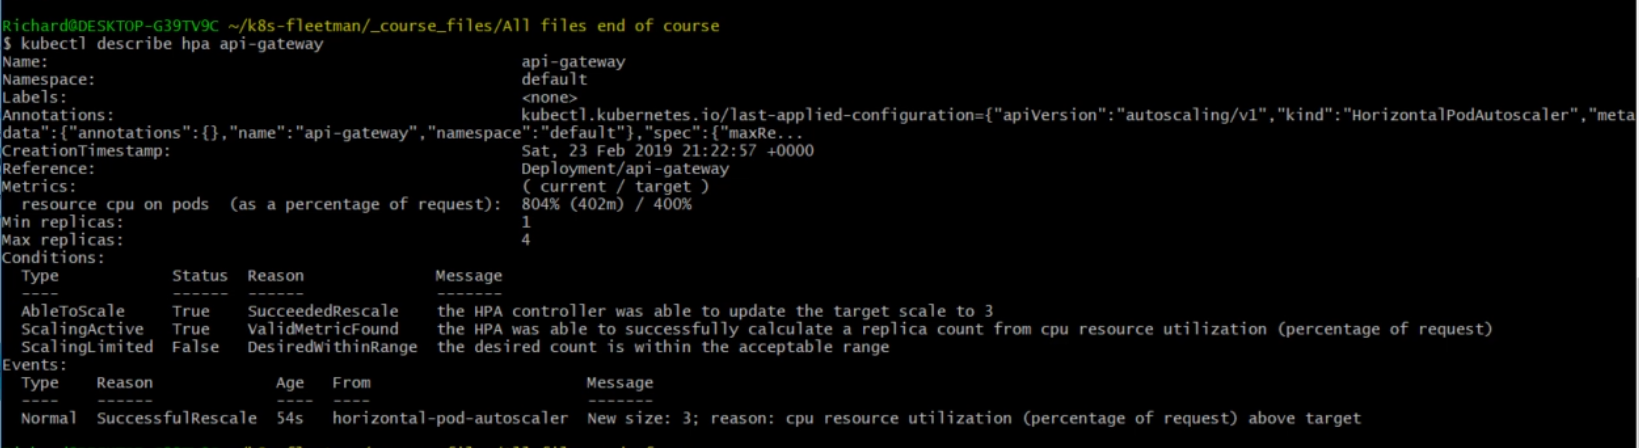 Richard@DESKTOP-G39TV9C ~/k8s-fleetman/_course_files/All files end of course
$ kubectl describe hpa api-gateway
Name: api-gateway
Namespace: default
Labels: <none>
Annotations: kubectl.kubernetes.io/last-applied-configuration={"apiVersion":"autoscaling/v1","kind":"HorizontalPodAutoscaler","meta
data":{"annotations":{},"name":"api-gateway","namespace":"default"},"spec":{"maxRe...
CreationTimestamp: Sat, 23 Feb 2019 21:22:57 +0000
Reference: Deployment/api-gateway
Metrics: ( current / target )
resource cpu on pods (as a percentage of request): 804% (402m) / 400%
Min replicas: 1
Max replicas: 4
Conditions:
Type Status Reason Message
---- ------ ------ -------
AbleToScale True SucceededRescale the HPA controller was able to update the target scale to 3
ScalingActive True ValidMetricFound the HPA was able to successfully calculate a replica count from cpu resource utilization (percentage of request)
ScalingLimited False DesiredWithinRange the desired count is within the acceptable range
Events:
Type Reason Age From Message
---- ------ ---- ---- -------
Normal SuccessfulRescale 54s horizontal-pod-autoscaler New size: 3; reason: cpu resource utilization (percentage of request) above target